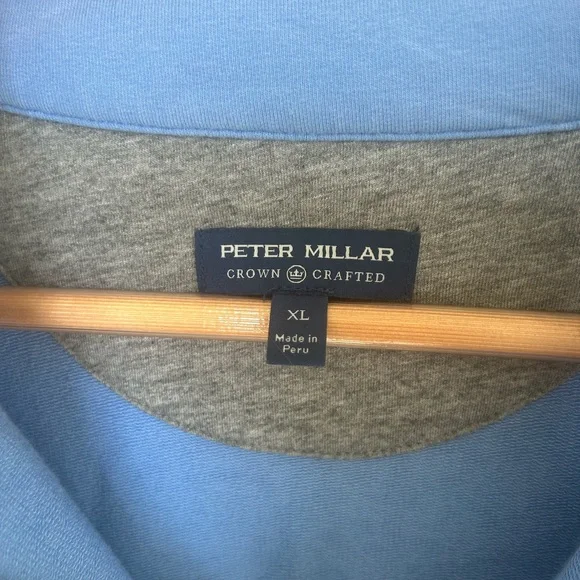 PETER MILLAR
CROWN CRAFTED
XL
Made in
Peru